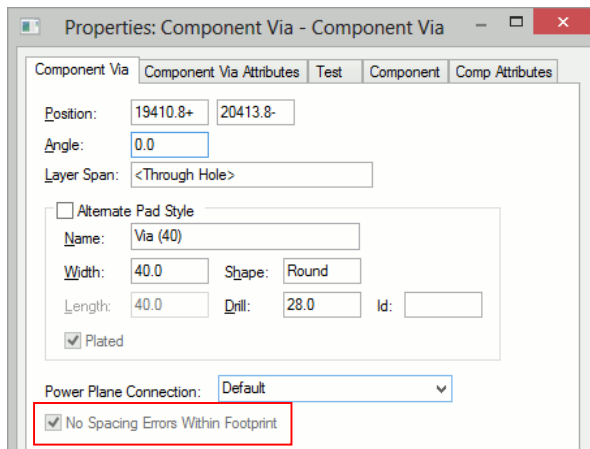 Properties: Component Via - Component Via
Component Via Component Via Attributes Test Component Comp Attributes
Position: 19410.8+ 20413.8-
Angle: 0.0
Layer Span: <Through Hole>
Alternate Pad Style
Name: Via (40)
Width: 40.0 Shape: Round
Length: 40.0 Drill: 28.0 Id:
Plated
Power Plane Connection: Default
No Spacing Errors Within Footprint